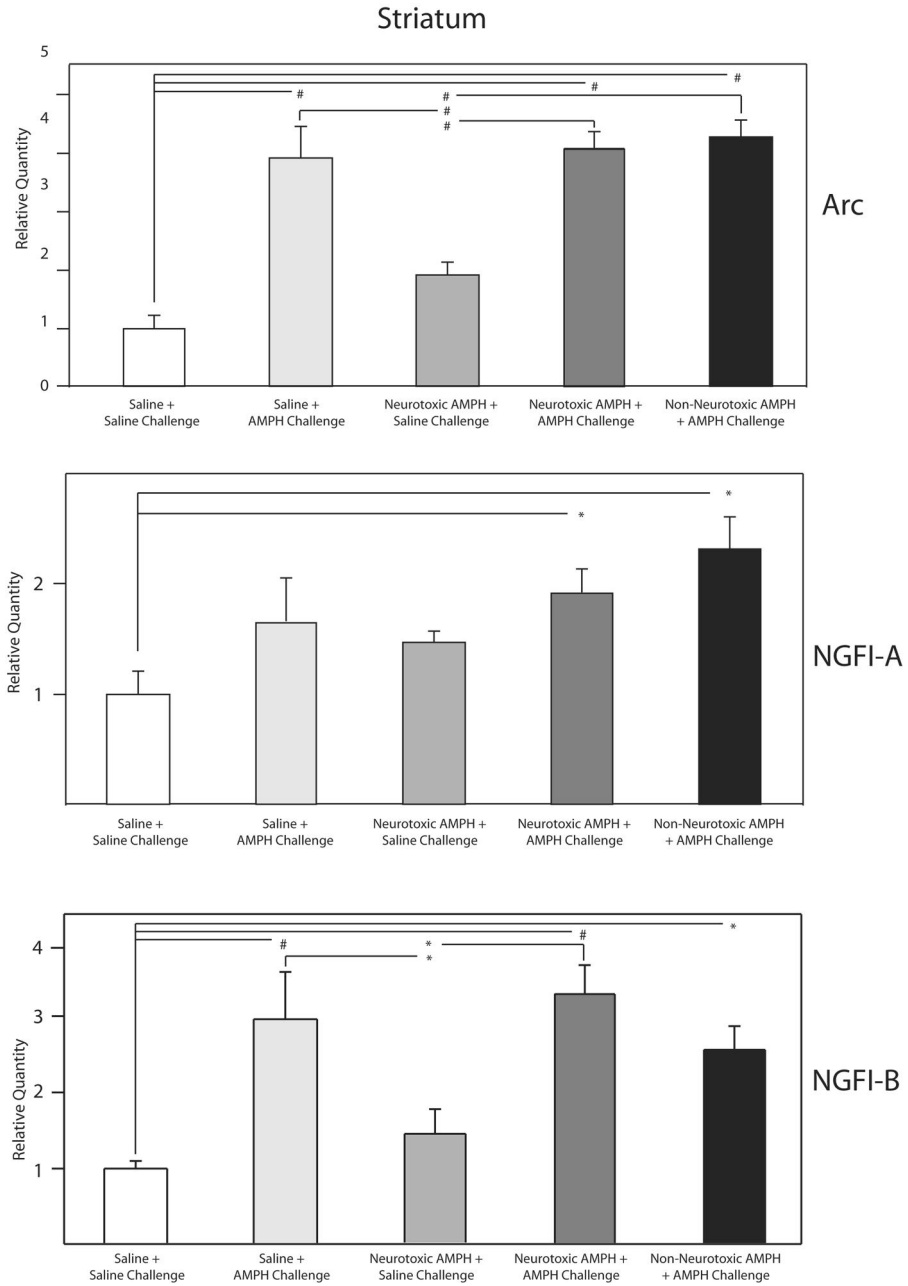 Striatum
5
4
3
2
1
0
Relative Quantity
#
#
#
#
#
#
Arc
Saline +
Saline Challenge
Saline +
AMPH Challenge
Neurotoxic AMPH +
Saline Challenge
Neurotoxic AMPH +
AMPH Challenge
Non-Neurotoxic AMPH
+ AMPH Challenge
2
1
Relative Quantity
*
*
NGFI-A
Saline +
Saline Challenge
Saline +
AMPH Challenge
Neurotoxic AMPH +
Saline Challenge
Neurotoxic AMPH +
AMPH Challenge
Non-Neurotoxic AMPH
+ AMPH Challenge
4
3
2
1
Relative Quantity
*
#
#
*
*
NGFI-B
Saline +
Saline Challenge
Saline +
AMPH Challenge
Neurotoxic AMPH +
Saline Challenge
Neurotoxic AMPH +
AMPH Challenge
Non-Neurotoxic AMPH
+ AMPH Challenge